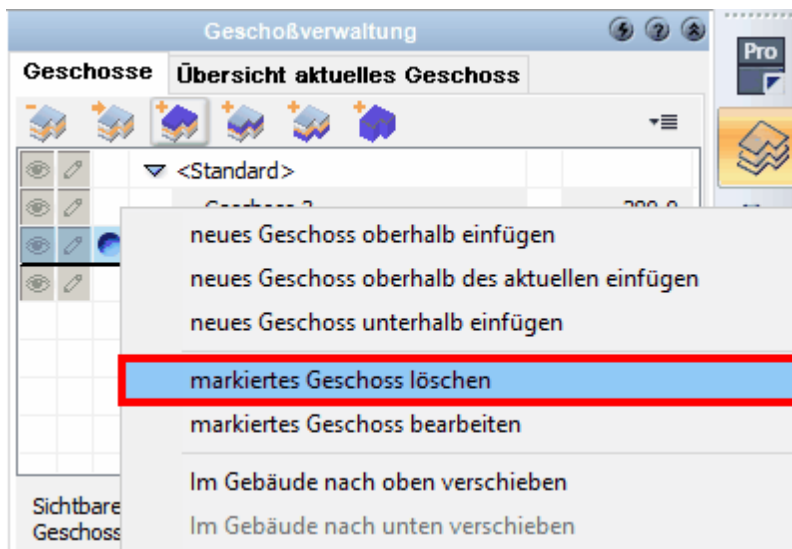 Geschoßverwaltung
Pro
Geschosse Übersicht aktuelles Geschoss
<Standard>
neues Geschoss oberhalb einfügen
neues Geschoss oberhalb des aktuellen einfügen
neues Geschoss unterhalb einfügen
markiertes Geschoss löschen
markiertes Geschoss bearbeiten
Im Gebäude nach oben verschieben
Im Gebäude nach unten verschieben
Sichtbare
Geschoss